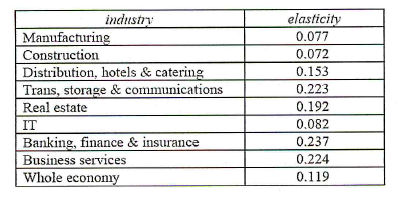 industry elasticity
Manufacturing 0.077
Construction 0.072
Distribution, hotels & catering 0.153
Trans, storage & communications 0.223
Real estate 0.192
IT 0.082
Banking, finance & insurance 0.237
Business services 0.224
Whole economy 0.119